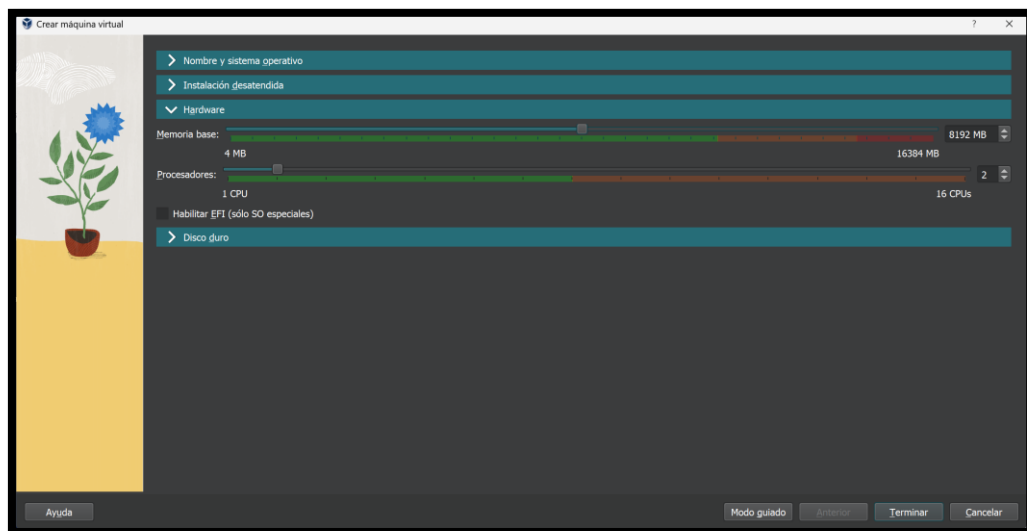 Crear máquina virtual
? ×
Nombre y sistema operativo
Instalación desatendida
Hardware
Memoria base: 8192 MB
4 MB 16384 MB
Procesadores: 2
1 CPU 16 CPUs
Habilitar EFI (sólo SO especiales)
Disco duro
Ayuda Modo guiado Anterior Terminar Cancelar